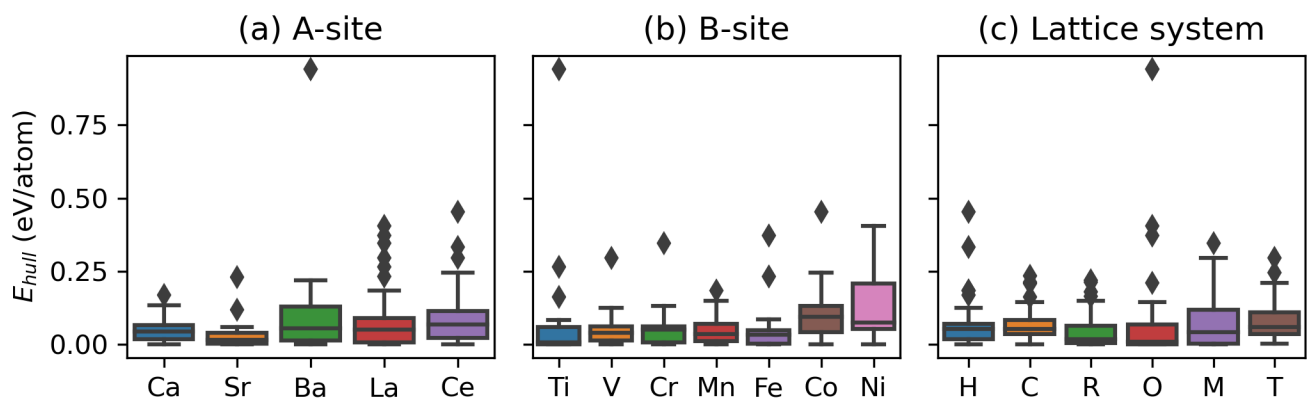 (a) A-site
(b) B-site
(c) Lattice system
E_hull (eV/atom)
0.75
0.50
0.25
0.00
Ca Sr Ba La Ce
Ti V Cr Mn Fe Co Ni
H C R O M T